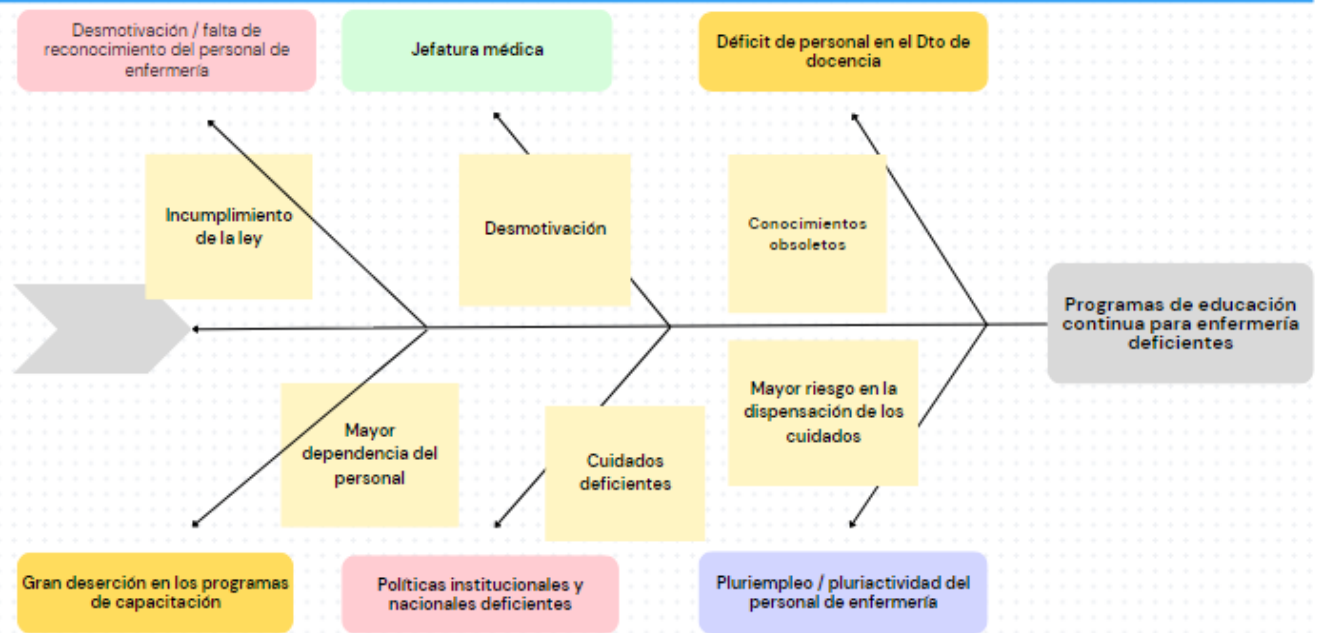 Desmotivación / falta de
reconocimiento del personal de
enfermería
Jefatura médica
Déficit de personal en el Dto de
docencia
Incumplimiento
de la ley
Desmotivación
Conocimientos
obsoletos
Programas de educación
continua para enfermería
deficientes
Mayor
dependencia del
personal
Cuidados
deficientes
Mayor riesgo en la
dispensación de los
cuidados
Gran deserción en los programas
de capacitación
Políticas institucionales y
nacionales deficientes
Pluriempleo / pluriactividad del
personal de enfermería